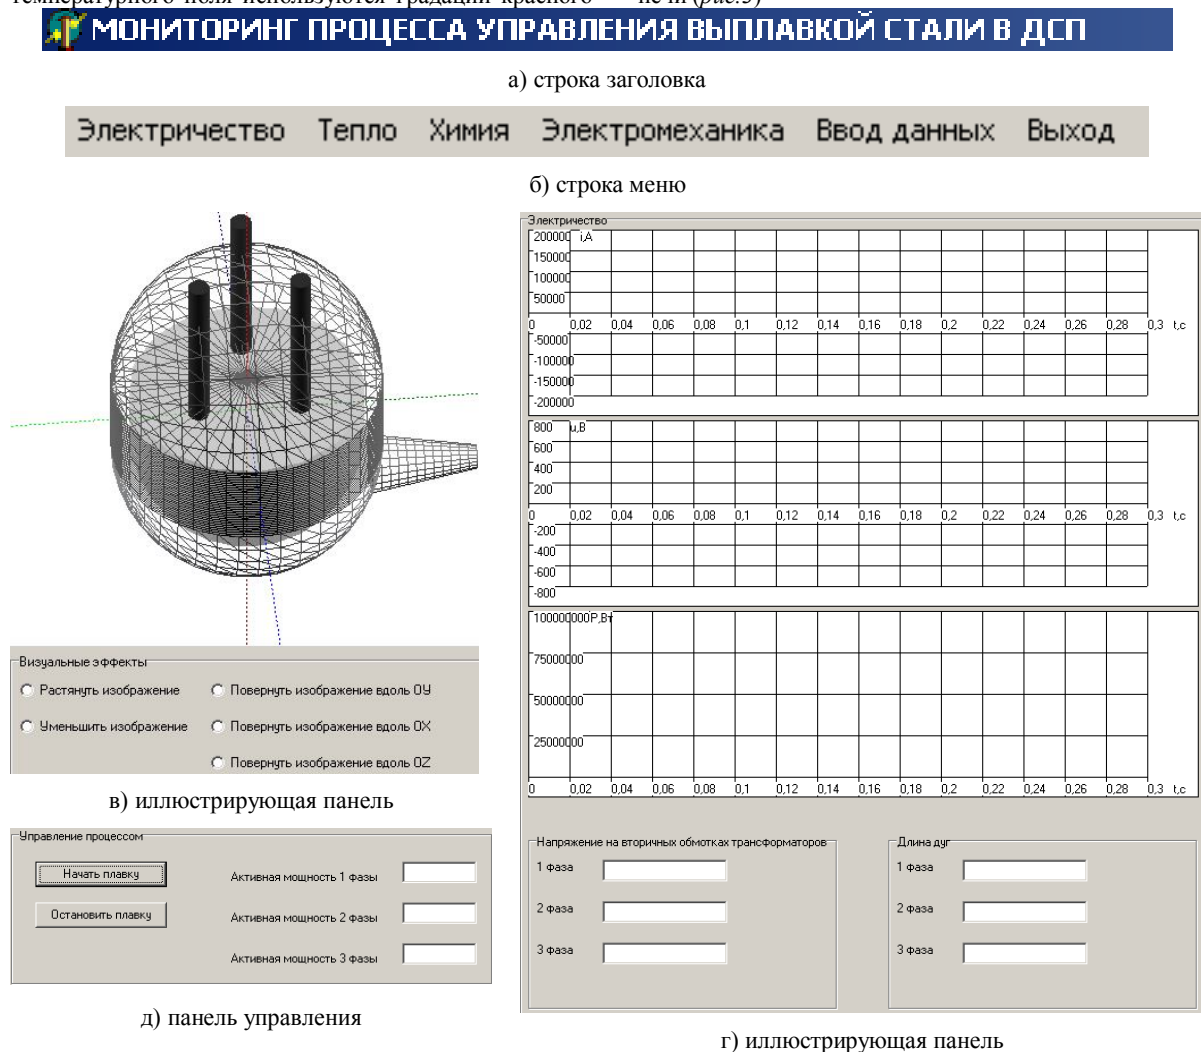 температурного поля используются градации красного печи (рис.3)
МОНИТОРИНГ ПРОЦЕССА УПРАВЛЕНИЯ ВЫПЛАВКОЙ СТАЛИ В ДСП
а) строка заголовка
Электричество Тепло Химия Электромеханика Ввод данных Выход
б) строка меню
Визуальные эффекты
Растянуть изображение Повернуть изображение вдоль OY
Уменьшить изображение Повернуть изображение вдоль OX
Повернуть изображение вдоль OZ
в) иллюстрирующая панель
Управление процессом
Начать плавку Активная мощность 1 фазы
Остановить плавку Активная мощность 2 фазы
Активная мощность 3 фазы
д) панель управления
Электричество
200000 i,A
150000
100000
50000
0 0,02 0,04 0,06 0,08 0,1 0,12 0,14 0,16 0,18 0,2 0,22 0,24 0,26 0,28 0,3 t,c
-50000
-100000
-150000
-200000
800 u,B
600
400
200
0 0,02 0,04 0,06 0,08 0,1 0,12 0,14 0,16 0,18 0,2 0,22 0,24 0,26 0,28 0,3 t,c
-200
-400
-600
-800
100000000 P,Вт
75000000
50000000
25000000
0 0,02 0,04 0,06 0,08 0,1 0,12 0,14 0,16 0,18 0,2 0,22 0,24 0,26 0,28 0,3 t,c
Напряжение на вторичных обмотках трансформаторов
1 фаза
2 фаза
3 фаза
Длина дуг
1 фаза
2 фаза
3 фаза
г) иллюстрирующая панель